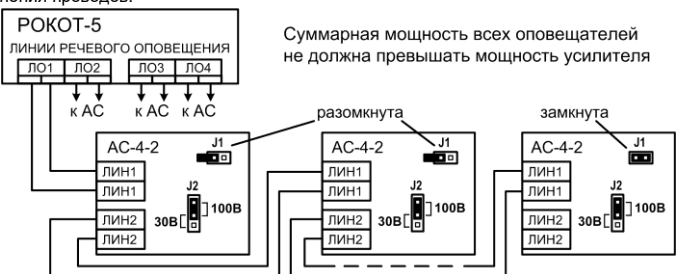 нения проводов.
РОКОТ-5
ЛИНИИ РЕЧЕВОГО ОПОВЕЩЕНИЯ
ЛО1 ЛО2 ЛО3 ЛО4
к АС к АС к АС
Суммарная мощность всех оповещателей
не должна превышать мощность усилителя
разомкнута
замкнута
АС-4-2
J1
ЛИН1
ЛИН1
J2
ЛИН2
ЛИН2
30В
100В
АС-4-2
J1
ЛИН1
ЛИН1
J2
ЛИН2
ЛИН2
30В
100В
АС-4-2
J1
ЛИН1
ЛИН1
J2
ЛИН2
ЛИН2
30В
100В